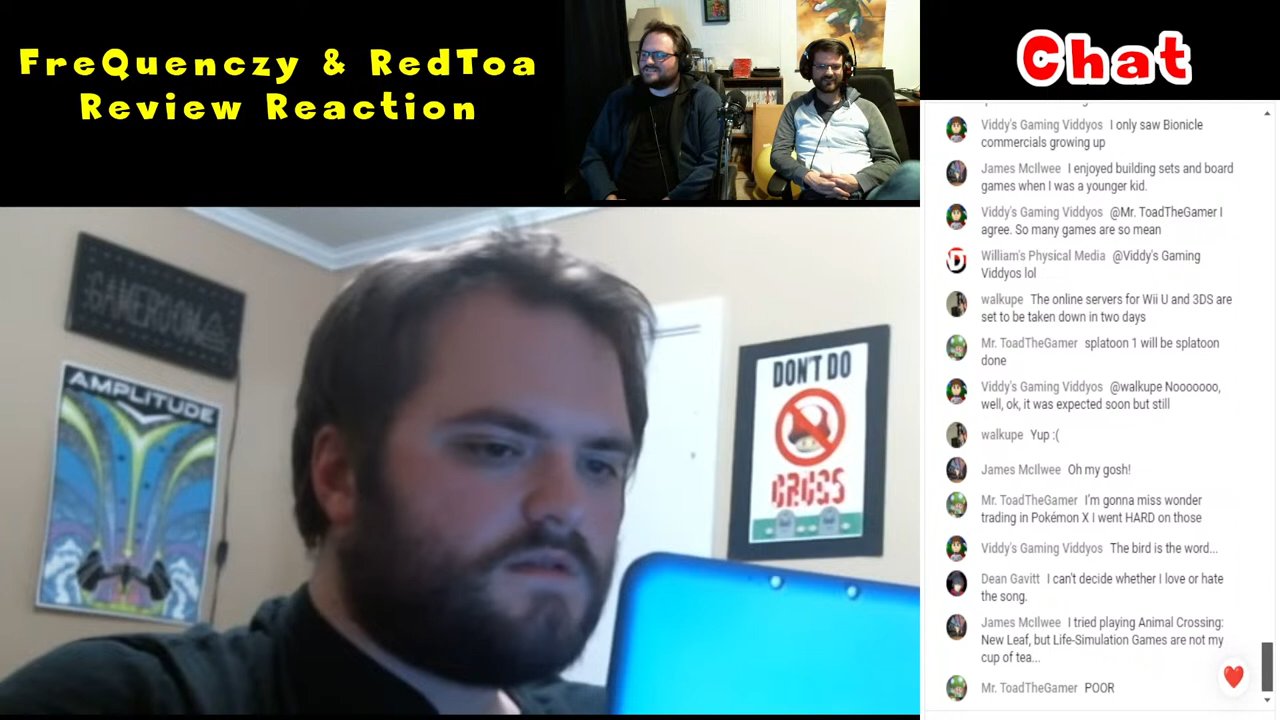 FreQuenczy & RedToa
Review Reaction
GAMEROOM
AMPLITUDE
DON'T DO
DRUGS
Chat
Viddy's Gaming Viddyos I only saw Bionicle
commercials growing up
James McIlwee I enjoyed building sets and board
games when I was a younger kid.
Viddy's Gaming Viddyos @Mr. ToadTheGamer I
agree. So many games are so mean
William's Physical Media @Viddy's Gaming
Viddyos lol
walkupe The online servers for Wii U and 3DS are
set to be taken down in two days
Mr. ToadTheGamer splatoon 1 will be splatoon
done
Viddy's Gaming Viddyos @walkupe Nooooooo,
well, ok, it was expected soon but still
walkupe Yup :(
James McIlwee Oh my gosh!
Mr. ToadTheGamer I'm gonna miss wonder
trading in Pokémon X I went HARD on those
Viddy's Gaming Viddyos The bird is the word...
Dean Gavitt I can't decide whether I love or hate
the song.
James McIlwee I tried playing Animal Crossing:
New Leaf, but Life-Simulation Games are not my
cup of tea...
Mr. ToadTheGamer POOR